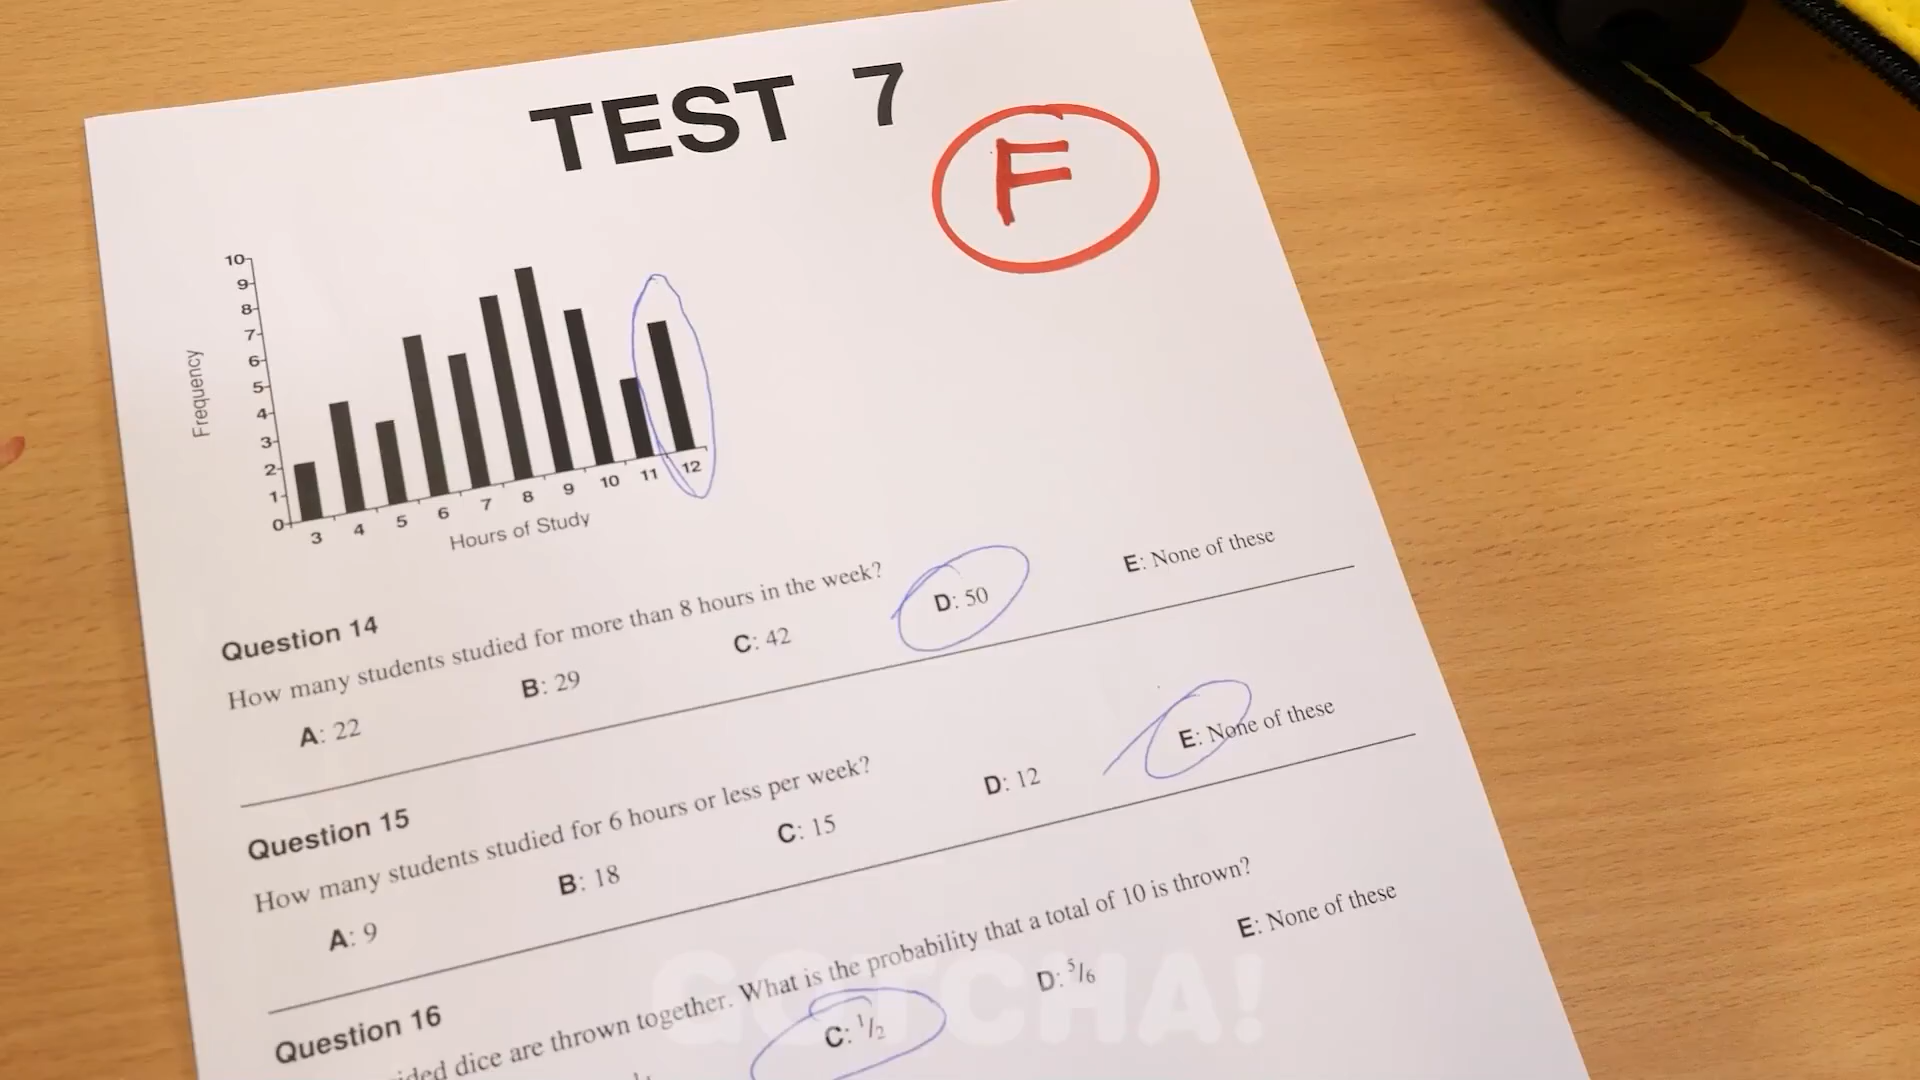 TEST 7
F
10
9
8
7
6
5
4
3
2
1
0
Frequency
3 4 5 6 7 8 9 10 11 12
Hours of Study
Question 14
How many students studied for more than 8 hours in the week?
A: 22 B: 29 C: 42 D: 50 E: None of these
Question 15
How many students studied for 6 hours or less per week?
A: 9 B: 18 C: 15 D: 12 E: None of these
Question 16
dice are thrown together. What is the probability that a total of 10 is thrown?
C: 1/2 D: 5/6 E: None of these
GOTCHA!